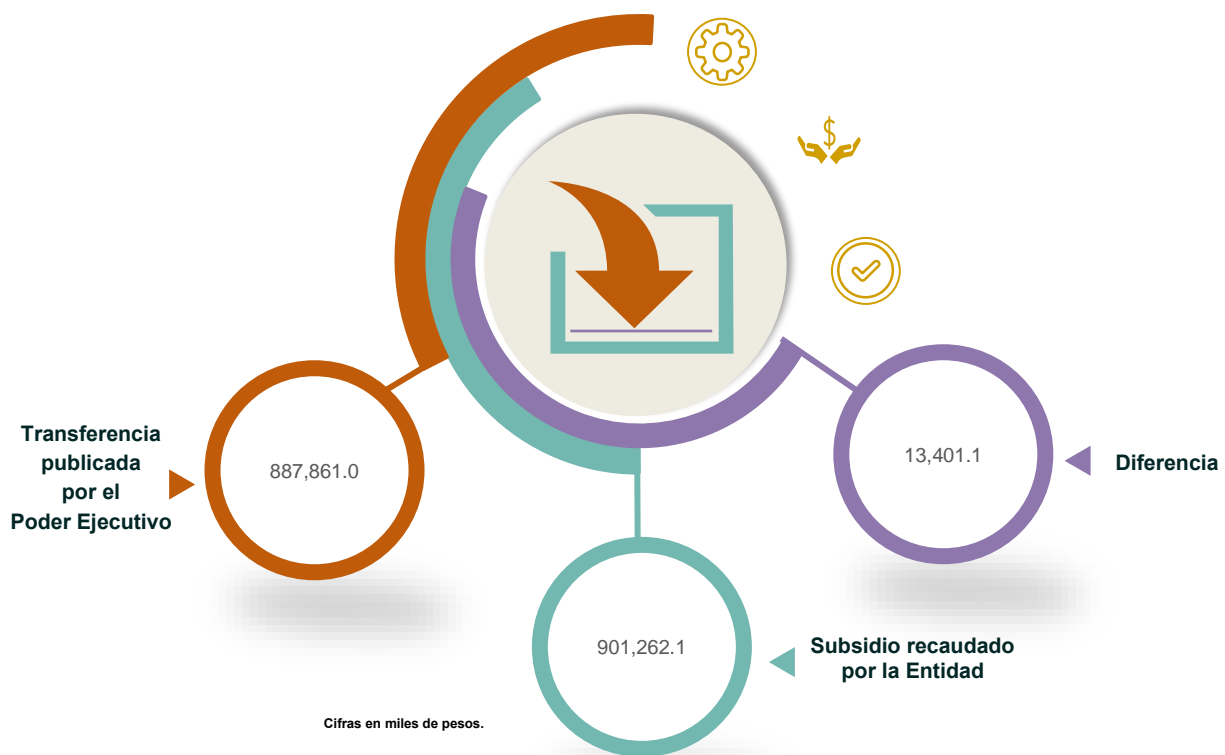 $
Transferencia
publicada
por el
Poder Ejecutivo
887,861.0
13,401.1
Diferencia
901,262.1
Subsidio recaudado
por la Entidad
Cifras en miles de pesos.